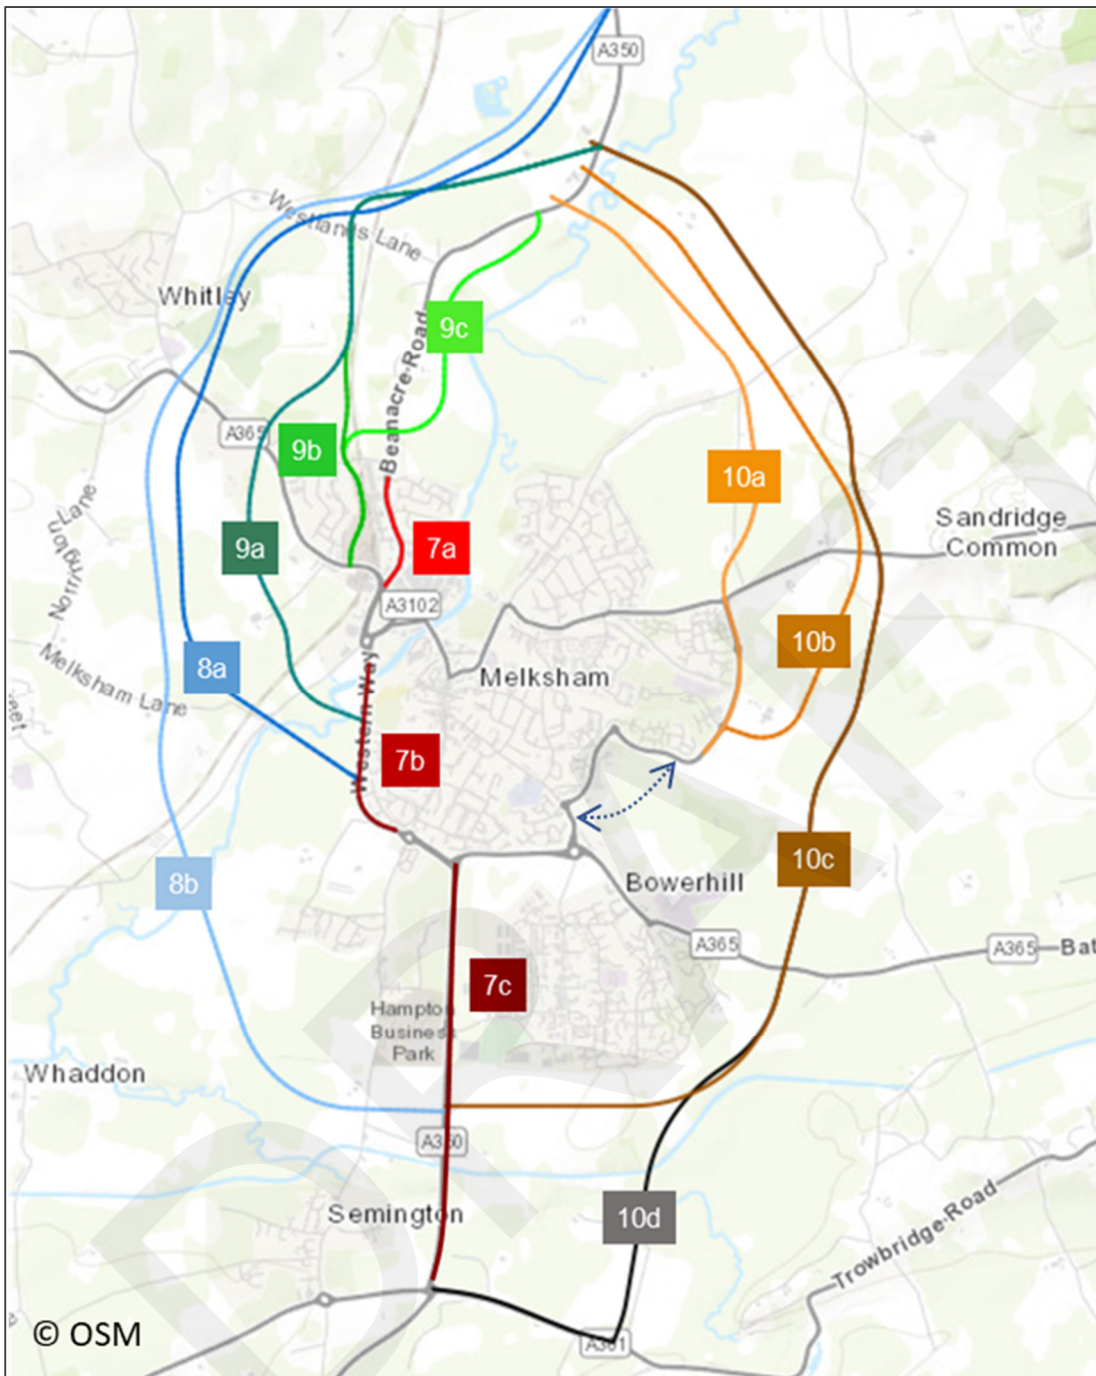 A350
Westlands Lane
Whitley
9c
Beanacre Road
A365
9b
10a
Sandridge
Common
Norrington Lane
9a
7a
A3102
10b
Melksham Lane
8a
Melksham
Western Way
7b
10c
8b
Bowerhill
A365
A365
Bat
7c
Hampton
Business
Park
Whaddon
A350
Semington
10d
Trowbridge Road
A361
© OSM
DRAFT